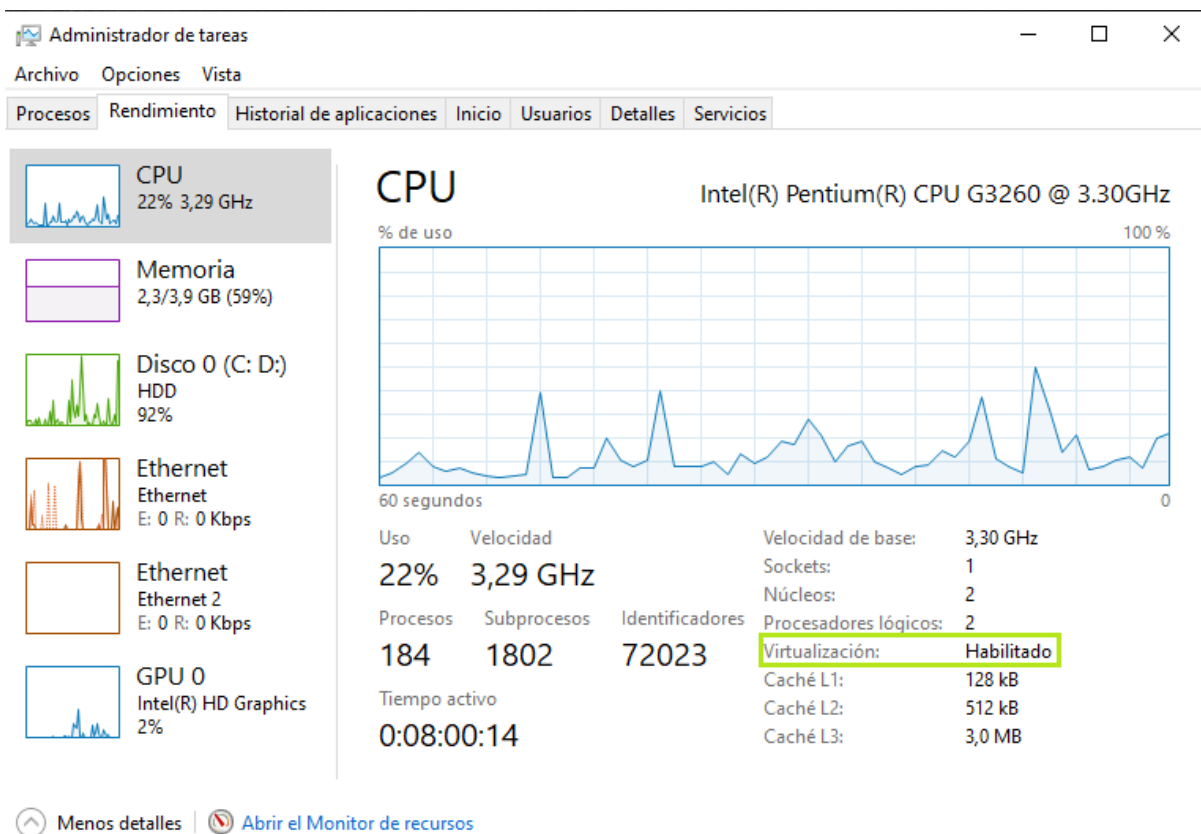 Administrador de tareas
Archivo Opciones Vista
Procesos Rendimiento Historial de aplicaciones Inicio Usuarios Detalles Servicios
CPU
22% 3,29 GHz
Memoria
2,3/3,9 GB (59%)
Disco 0 (C: D:)
HDD
92%
Ethernet
Ethernet
E: 0 R: 0 Kbps
Ethernet
Ethernet 2
E: 0 R: 0 Kbps
GPU 0
Intel(R) HD Graphics
2%
CPU Intel(R) Pentium(R) CPU G3260 @ 3.30GHz
% de uso 100 %
60 segundos 0
Uso Velocidad
22% 3,29 GHz
Procesos Subprocesos Identificadores
184 1802 72023
Tiempo activo
0:08:00:14
Velocidad de base: 3,30 GHz
Sockets: 1
Núcleos: 2
Procesadores lógicos: 2
Virtualización: Habilitado
Caché L1: 128 kB
Caché L2: 512 kB
Caché L3: 3,0 MB
Menos detalles Abrir el Monitor de recursos